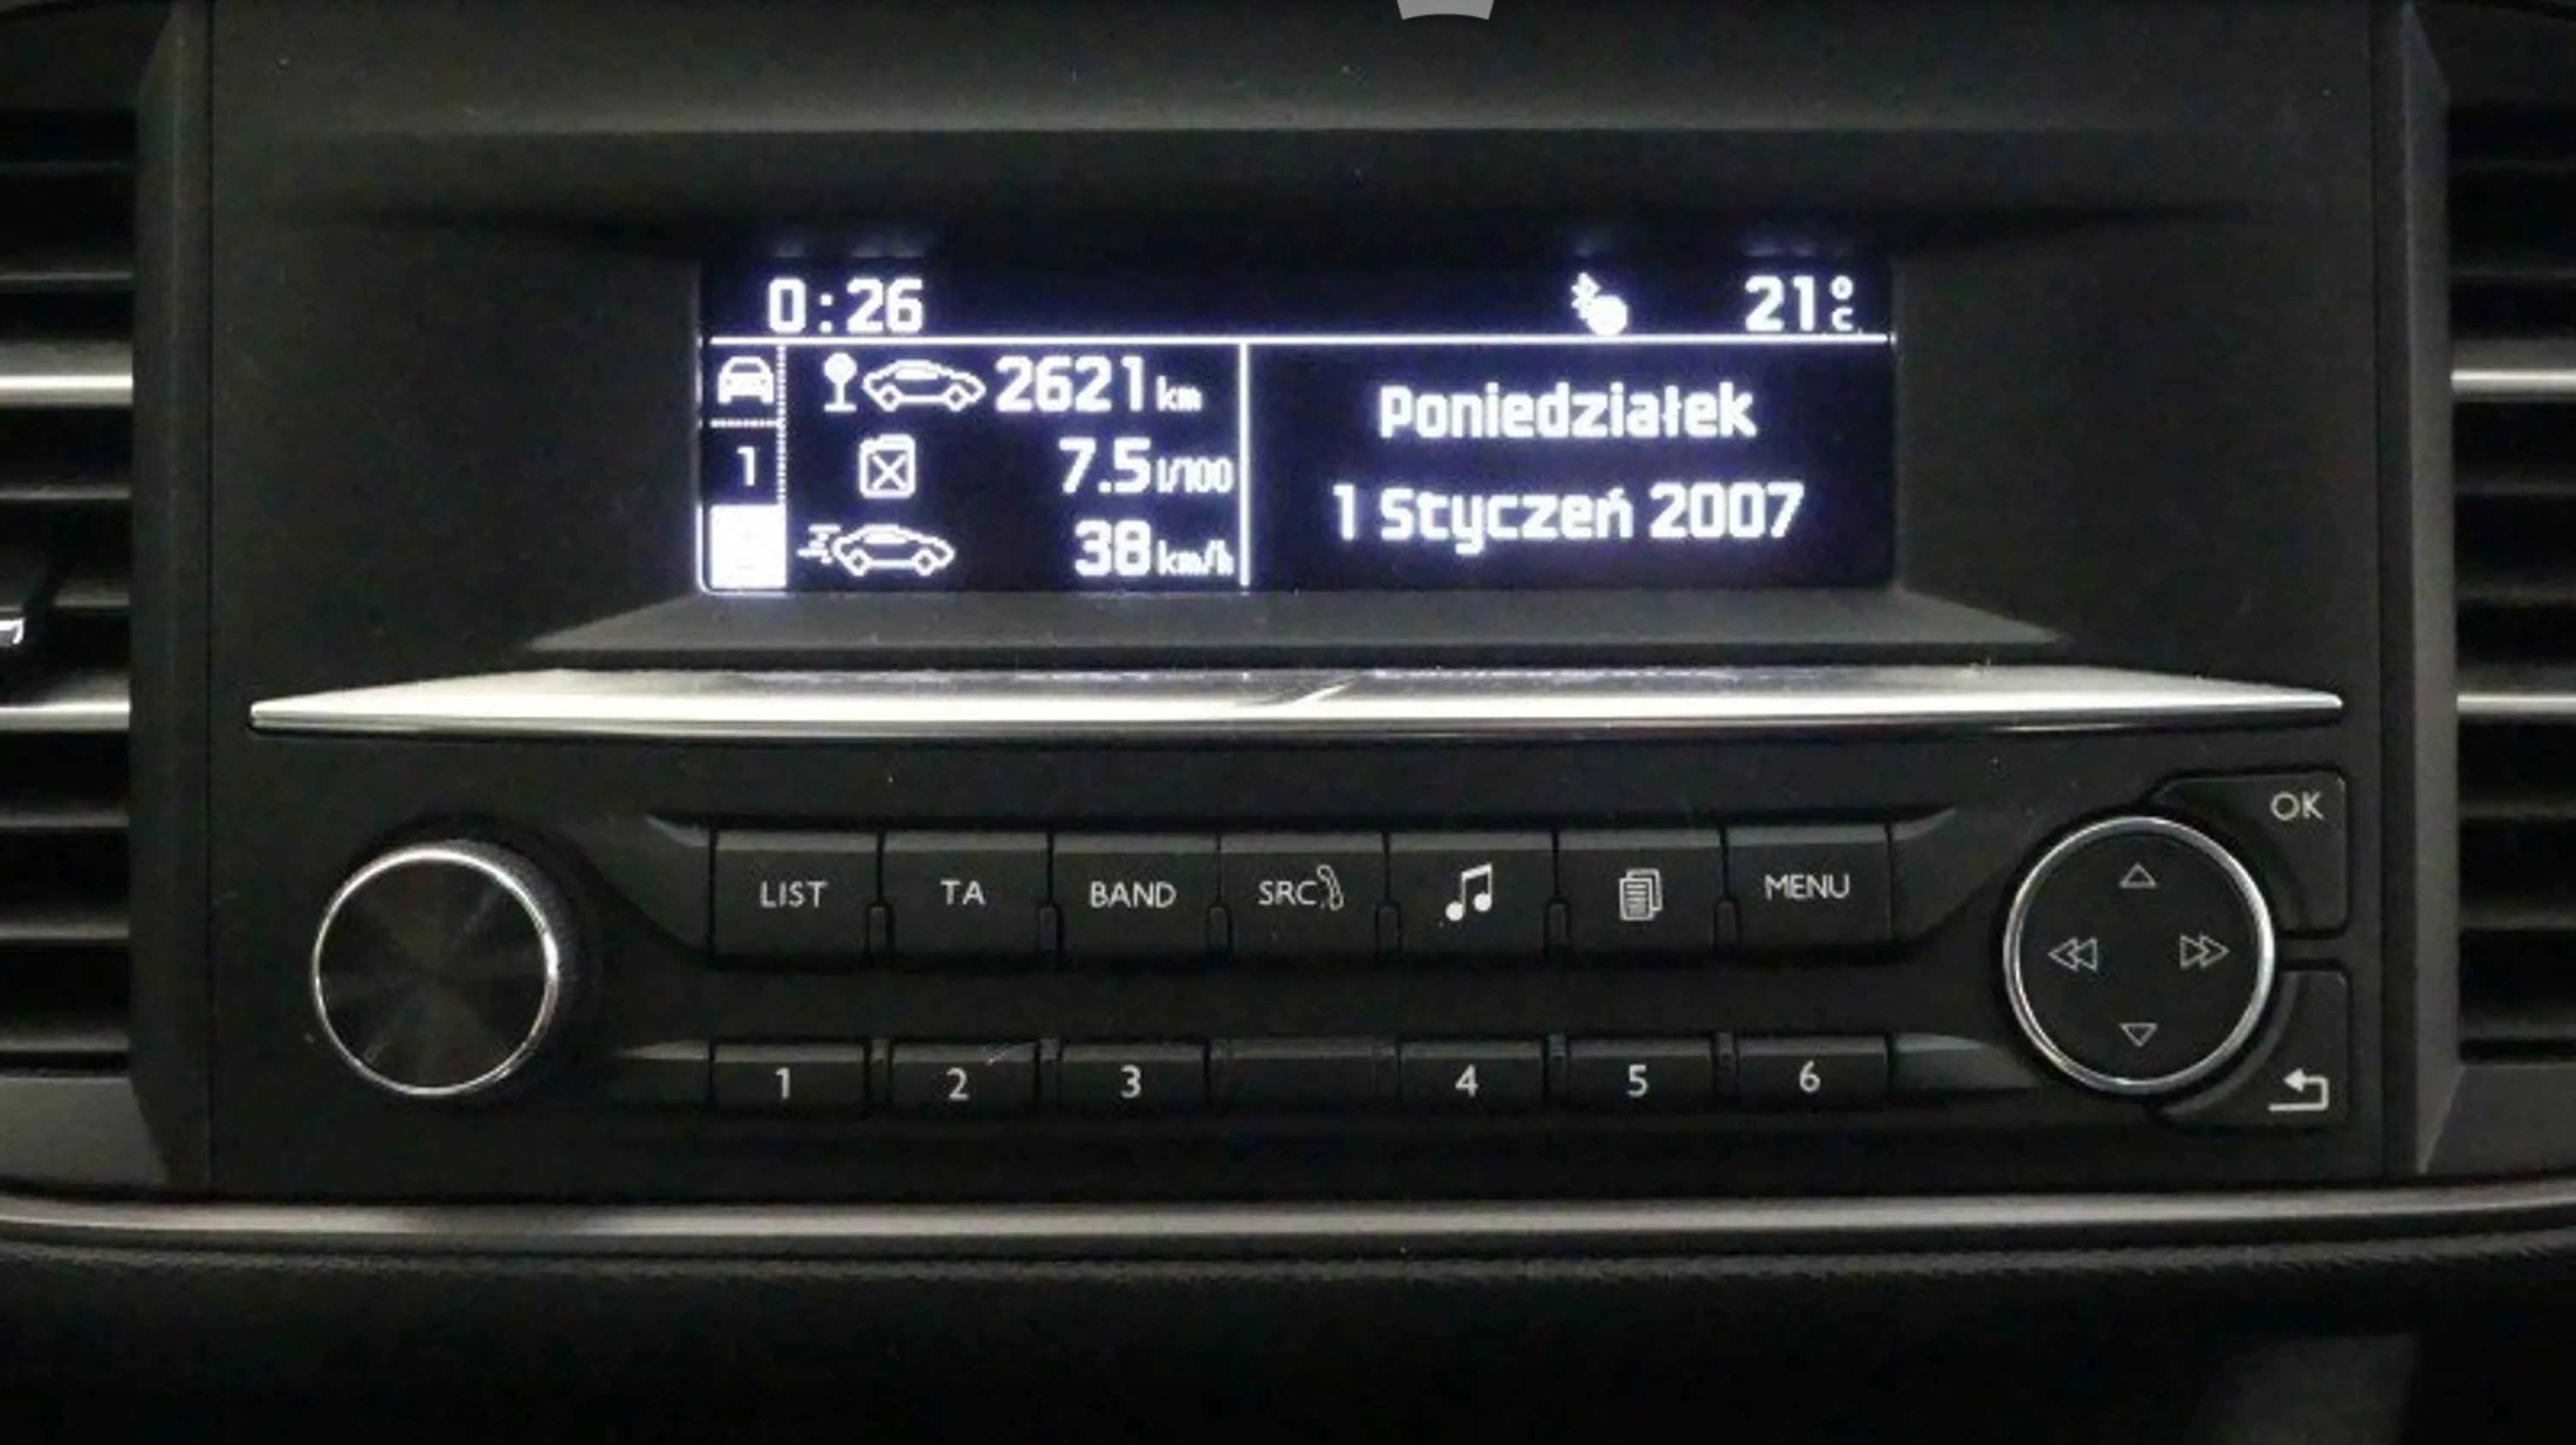 0:26 21°C
2621 km
1 7.5 l/100
38 km/h
Poniedziałek
1 Styczeń 2007
OK
LIST TA BAND SRC MENU
1 2 3 4 5 6